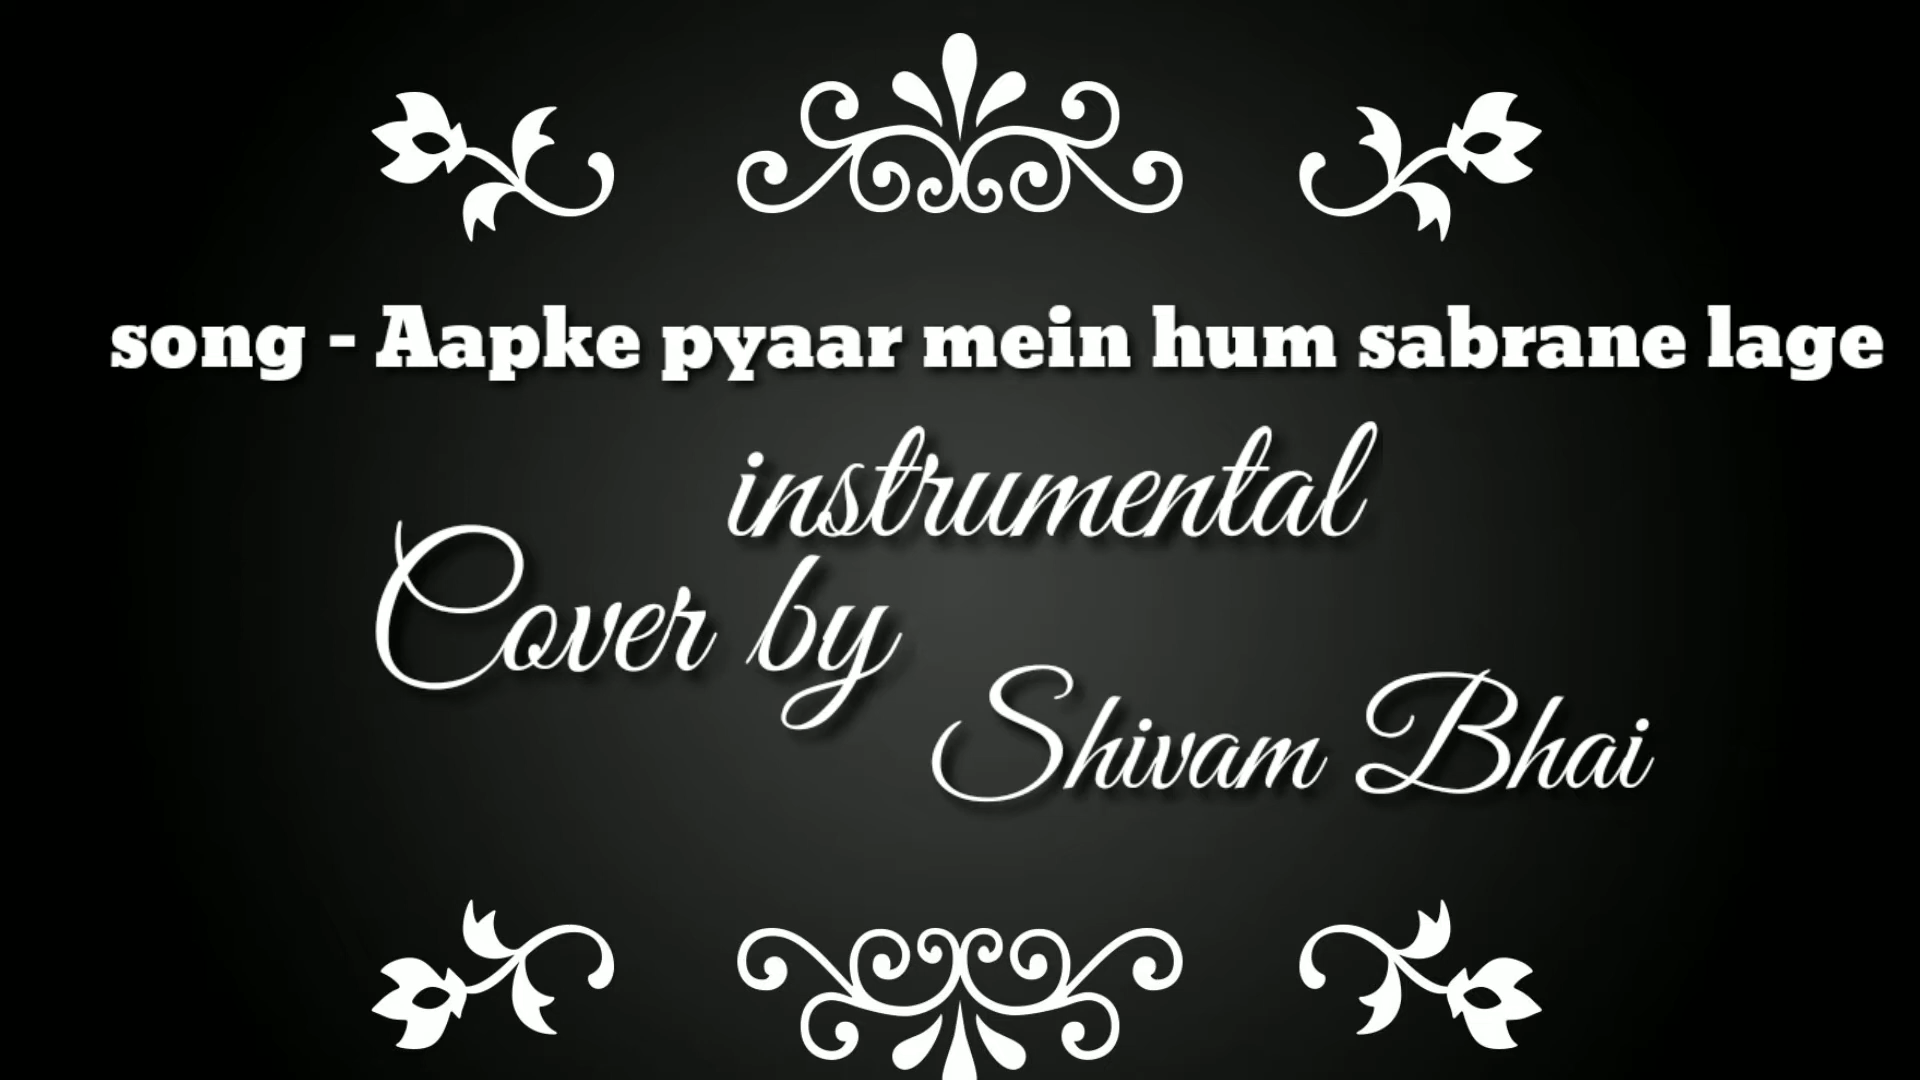 song - Aapke pyaar mein hum sabrane lage
instrumental
Cover by
Shivam Bhai